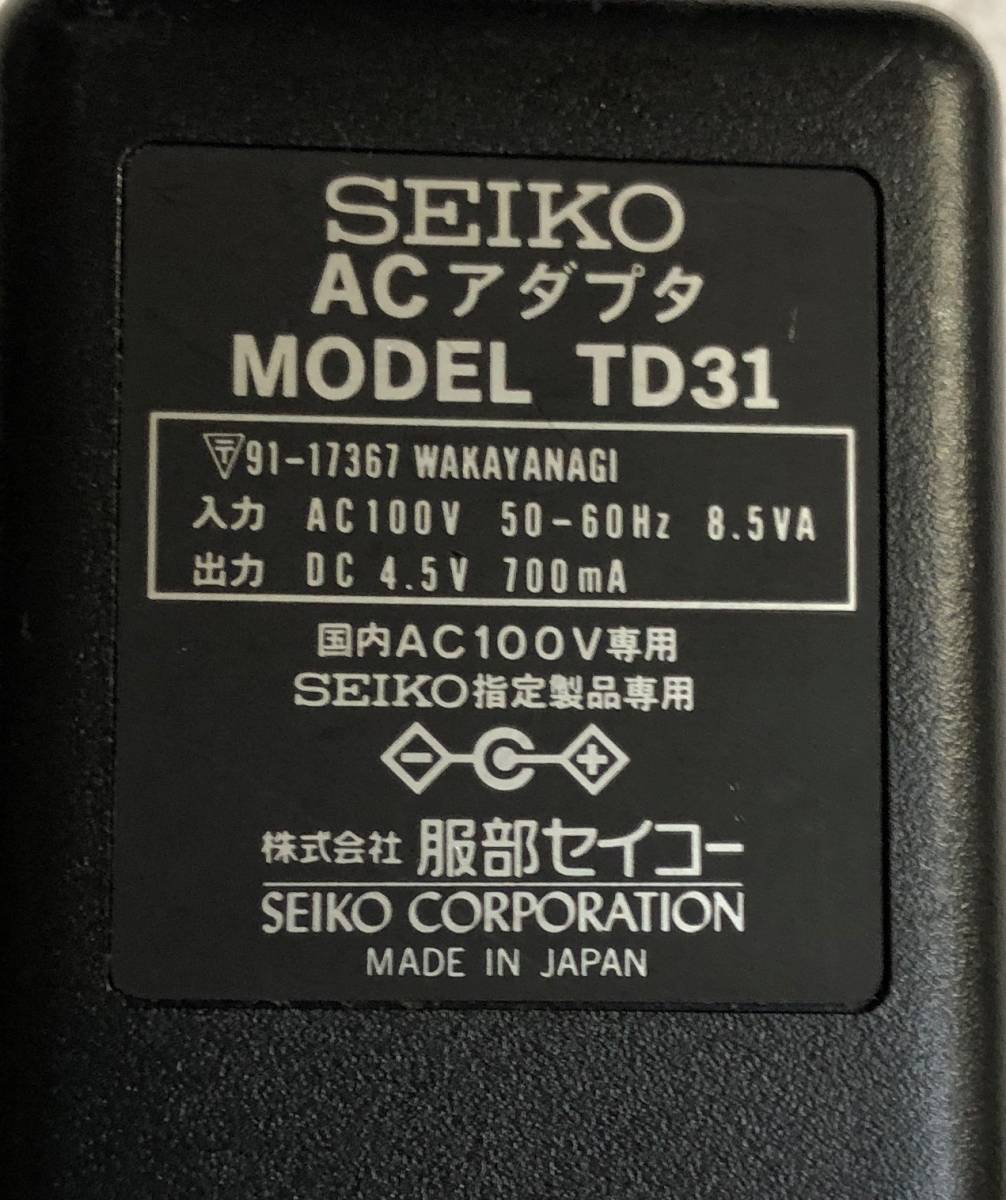 SEIKO
ACアダプタ
MODEL TD31
〒91-17367 WAKAYANAGI
入力 AC100V 50-60Hz 8.5VA
出力 DC 4.5V 700mA
国内AC100V専用
SEIKO指定製品専用
- C +
株式会社 服部セイコー
SEIKO CORPORATION
MADE IN JAPAN